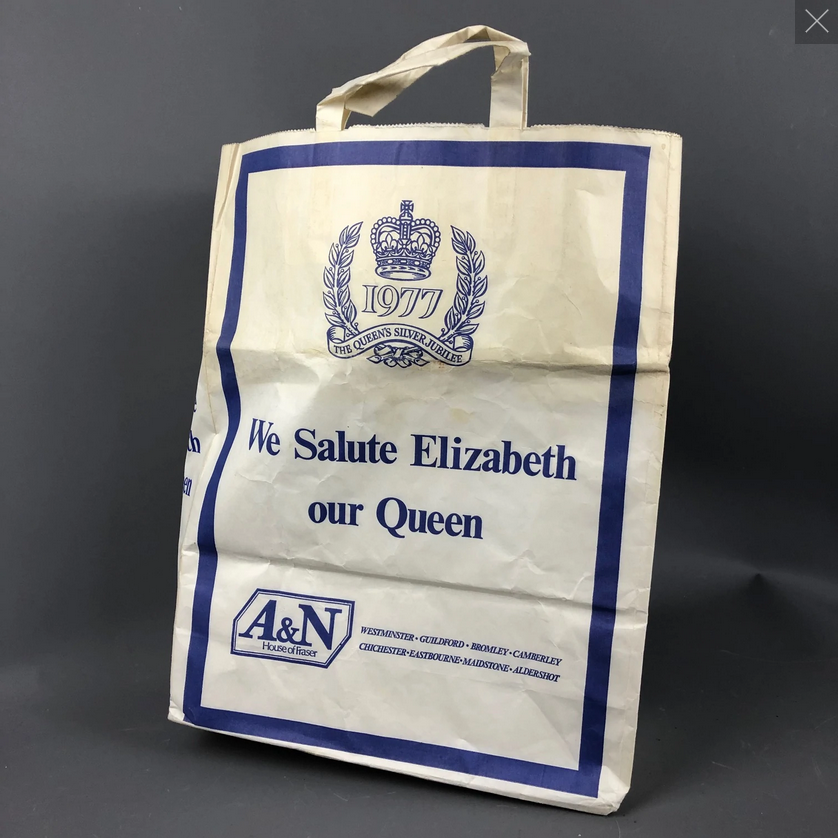 1977
THE QUEEN'S SILVER JUBILEE
We Salute Elizabeth
our Queen
A&N
House of Fraser
WESTMINSTER • GUILDFORD • BROMLEY • CAMBERLEY
CHICHESTER • EASTBOURNE • MAIDSTONE • ALDERSHOT